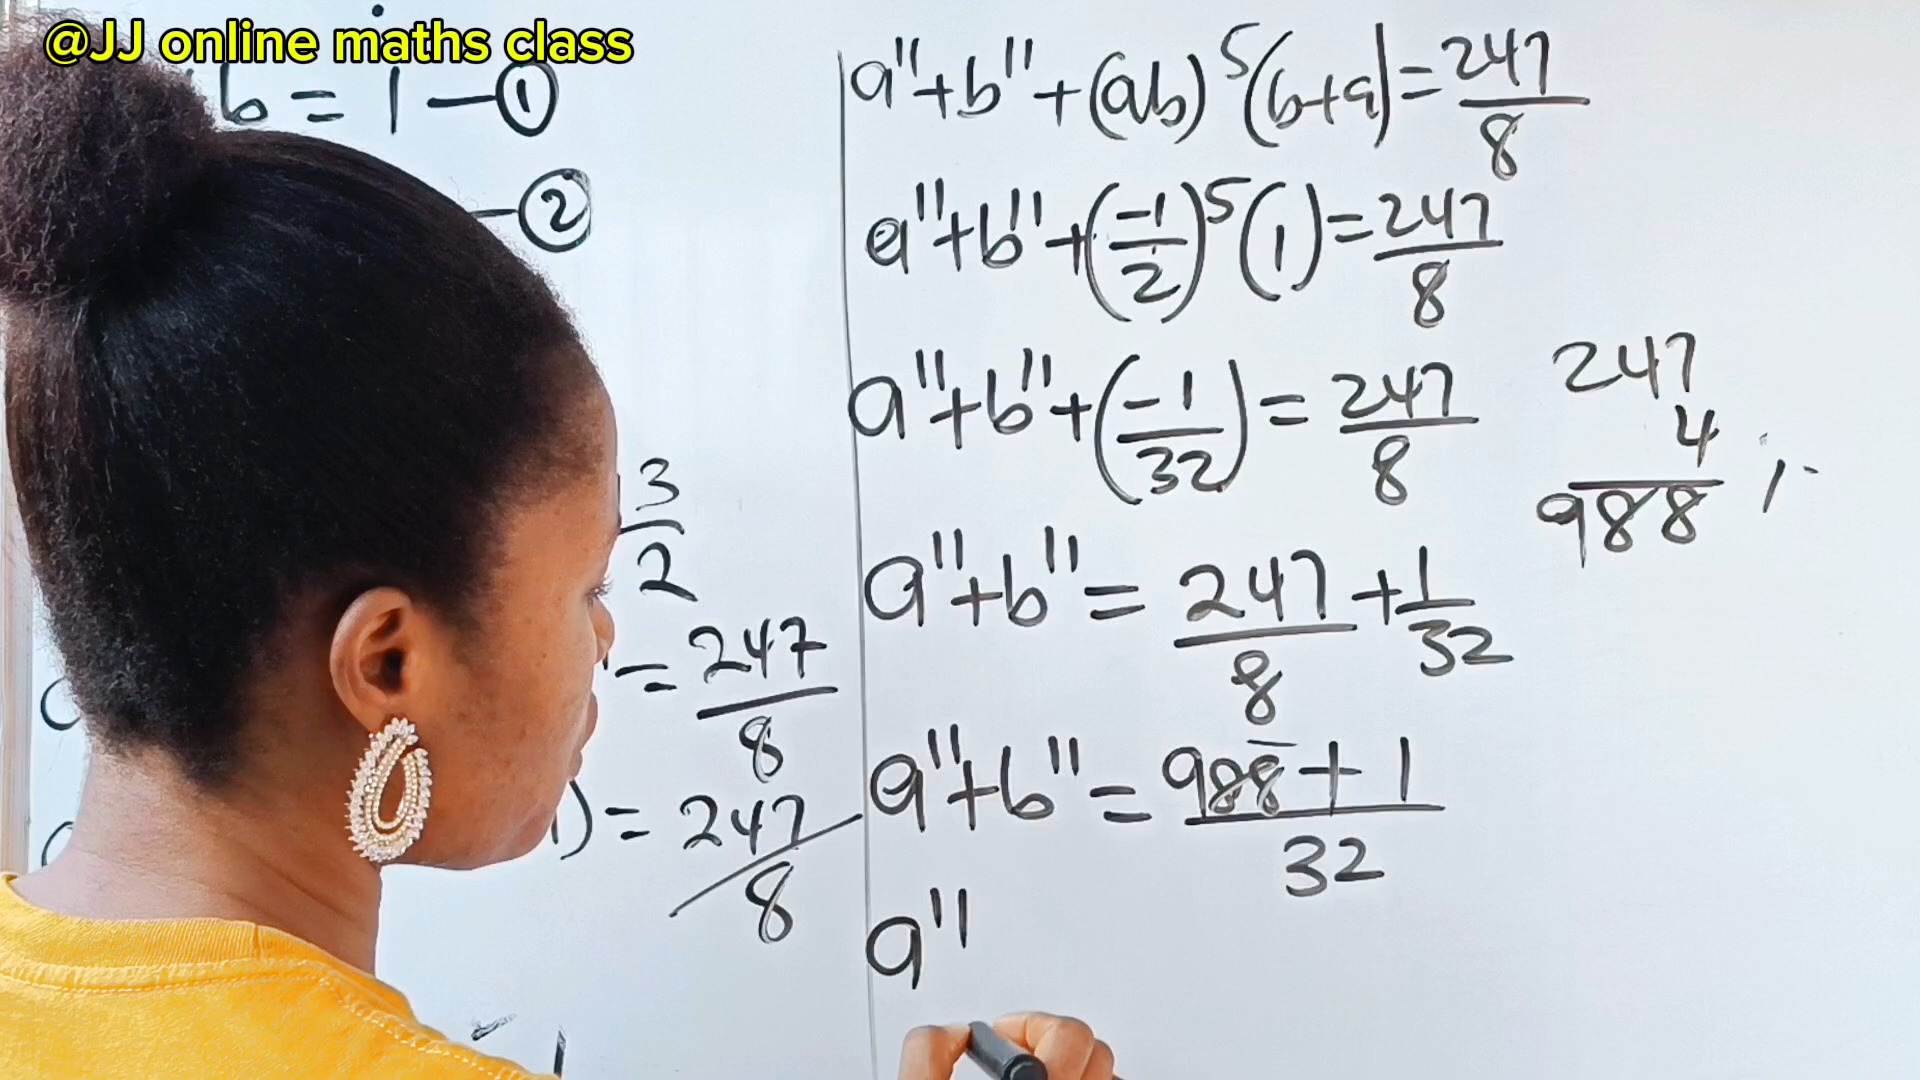 @JJ online maths class
b = 1 — ①
— ②
3/2
= 247/8
) = 247/8
a¹¹+b¹¹+(ab)⁵(b+a)=247/8
a¹¹+b¹¹+(-1/2)⁵(1)=247/8
a¹¹+b¹¹+(-1/32)=247/8
a¹¹+b¹¹=247/8+1/32
a¹¹+b¹¹=988+1/32
a¹¹
247
4
988